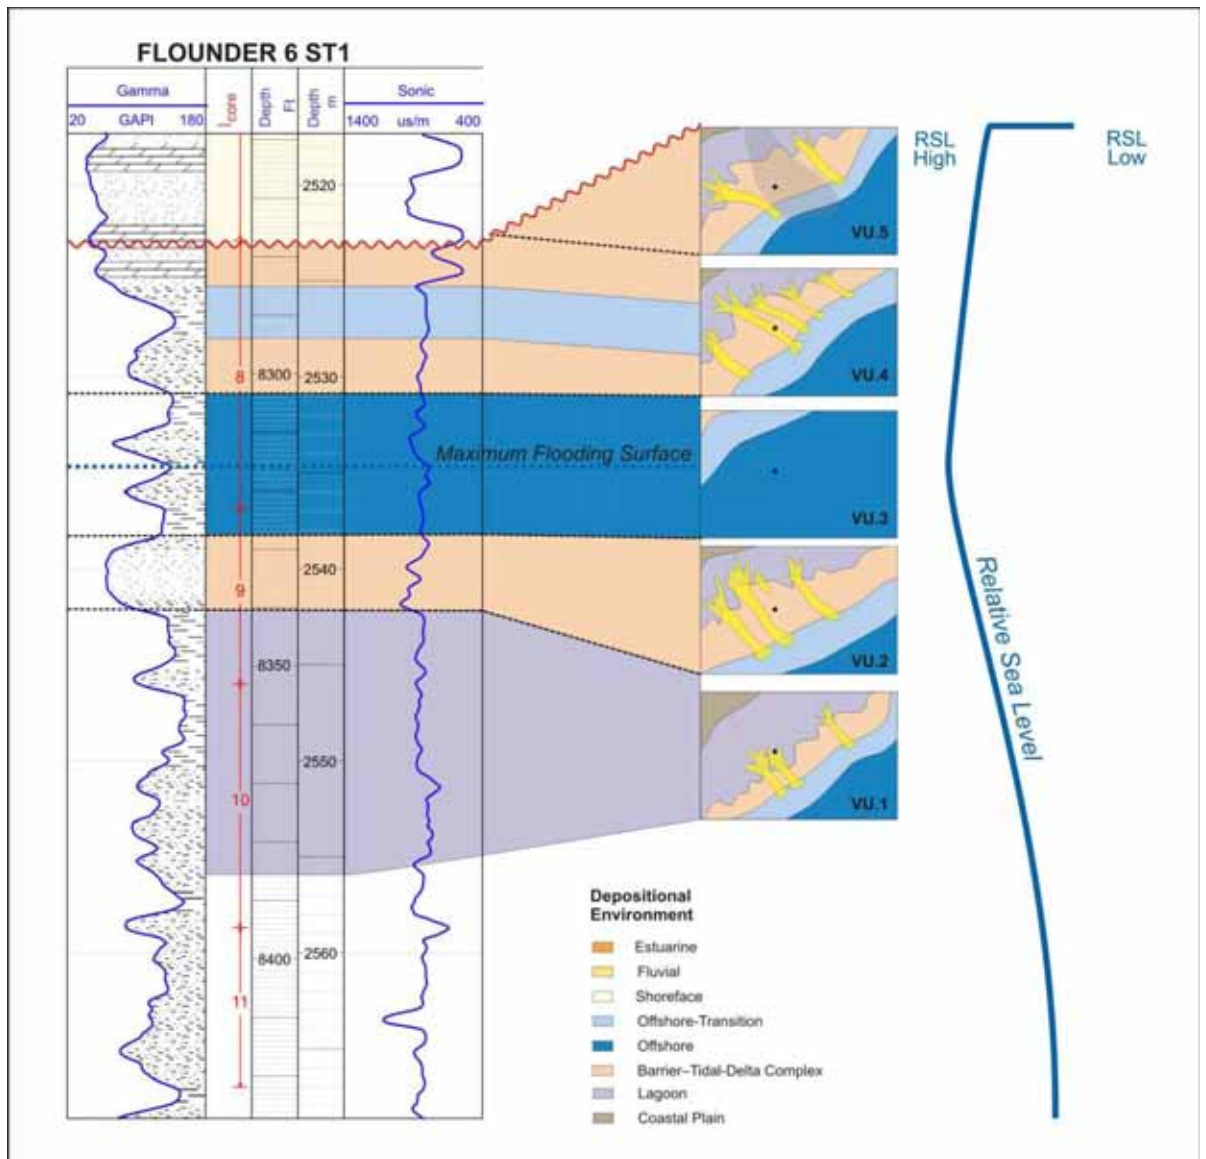 FLOUNDER 6 ST1
Gamma
20 GAPI 180
Icore
Depth Ft
Depth m
Sonic
1400 us/m 400
RSL High
RSL Low
2520
VU.5
8
8300
2530
VU.4
Maximum Flooding Surface
VU.3
9
2540
8350
VU.2
Relative Sea Level
10
2550
VU.1
11
8400
2560
Depositional
Environment
Estuarine
Fluvial
Shoreface
Offshore-Transition
Offshore
Barrier–Tidal-Delta Complex
Lagoon
Coastal Plain